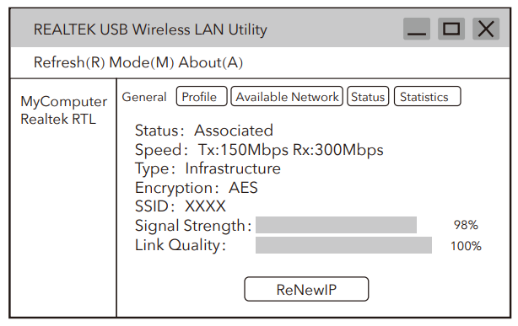 REALTEK USB Wireless LAN Utility
Refresh(R) Mode(M) About(A)
MyComputer
Realtek RTL
General Profile Available Network Status Statistics
Status: Associated
Speed: Tx:150Mbps Rx:300Mbps
Type: Infrastructure
Encryption: AES
SSID: XXXX
Signal Strength: 98%
Link Quality: 100%
ReNewIP